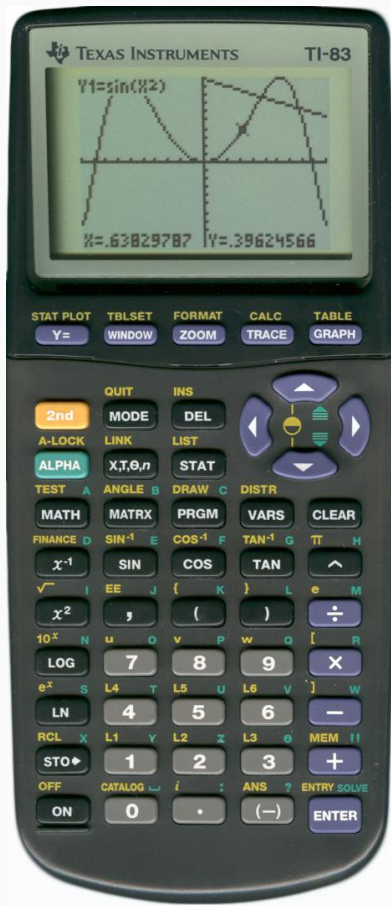 TEXAS INSTRUMENTS TI-83
Y1=sin(X²)
X=.63829787 Y=.39624566
STAT PLOT TBLSET FORMAT CALC TABLE
Y= WINDOW ZOOM TRACE GRAPH
QUIT INS
2nd MODE DEL
A-LOCK LINK LIST
ALPHA X,T,Θ,n STAT
TEST A ANGLE B DRAW C DISTR
MATH MATRX PRGM VARS CLEAR
FINANCE D SIN⁻¹ E COS⁻¹ F TAN⁻¹ G π H
x⁻¹ SIN COS TAN ^
√ I EE J { K } L e M
x² , ( ) ÷
10ˣ N u O v P w Q [ R
LOG 7 8 9 ×
eˣ S L4 T L5 U L6 V ] W
LN 4 5 6 −
RCL X L1 Y L2 Z L3 θ MEM "
STO➧ 1 2 3 +
OFF CATALOG ⎵ i : ANS ? ENTRY SOLVE
ON 0 . (−) ENTER